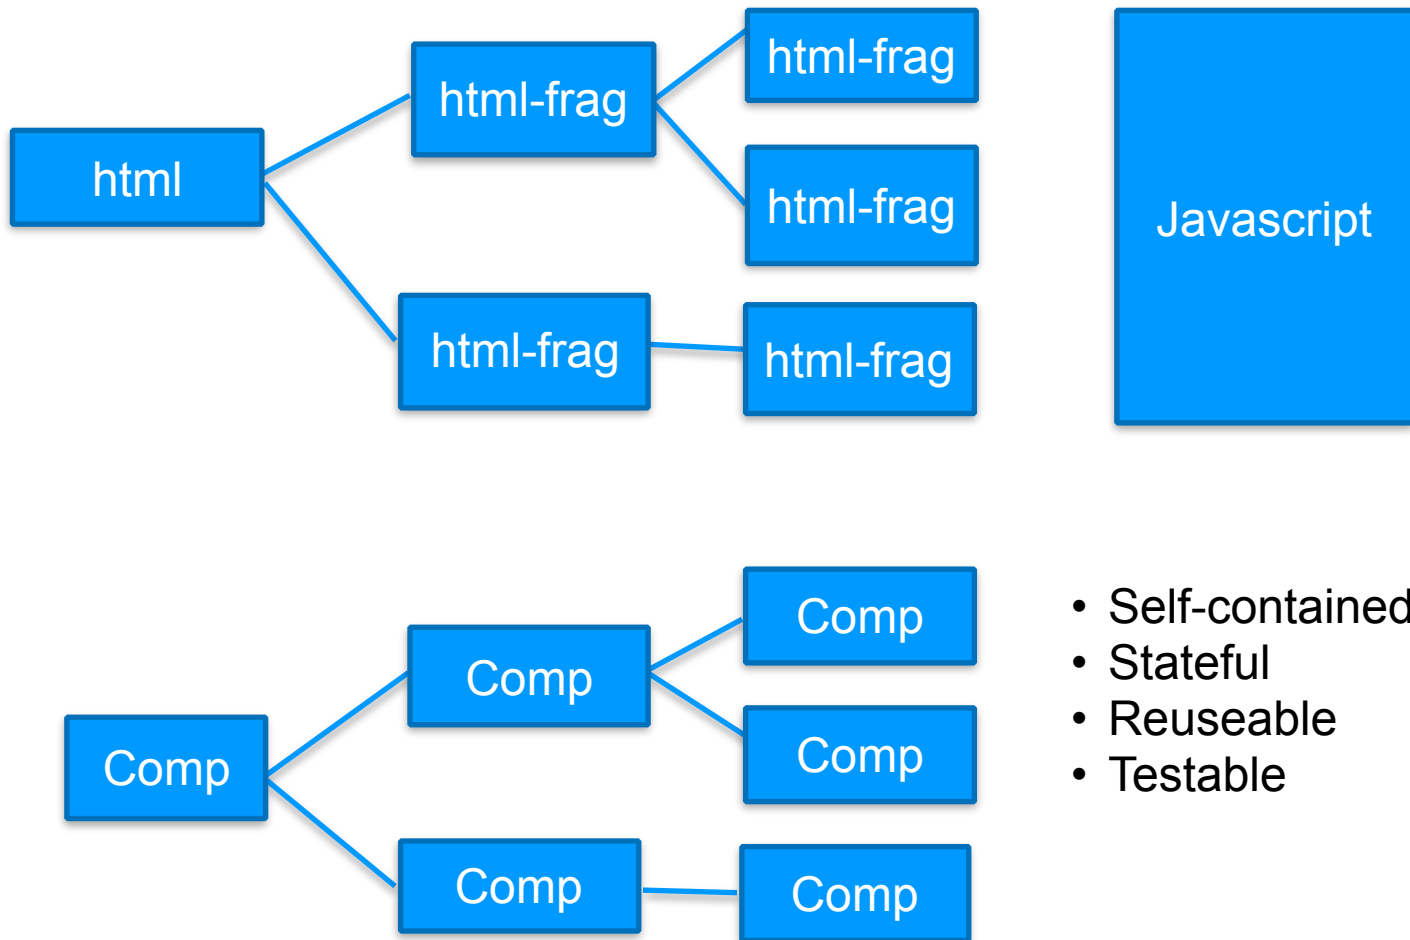 html
html-frag
html-frag
html-frag
html-frag
html-frag
Javascript
Comp
Comp
Comp
Comp
Comp
Comp
• Self-contained
• Stateful
• Reuseable
• Testable